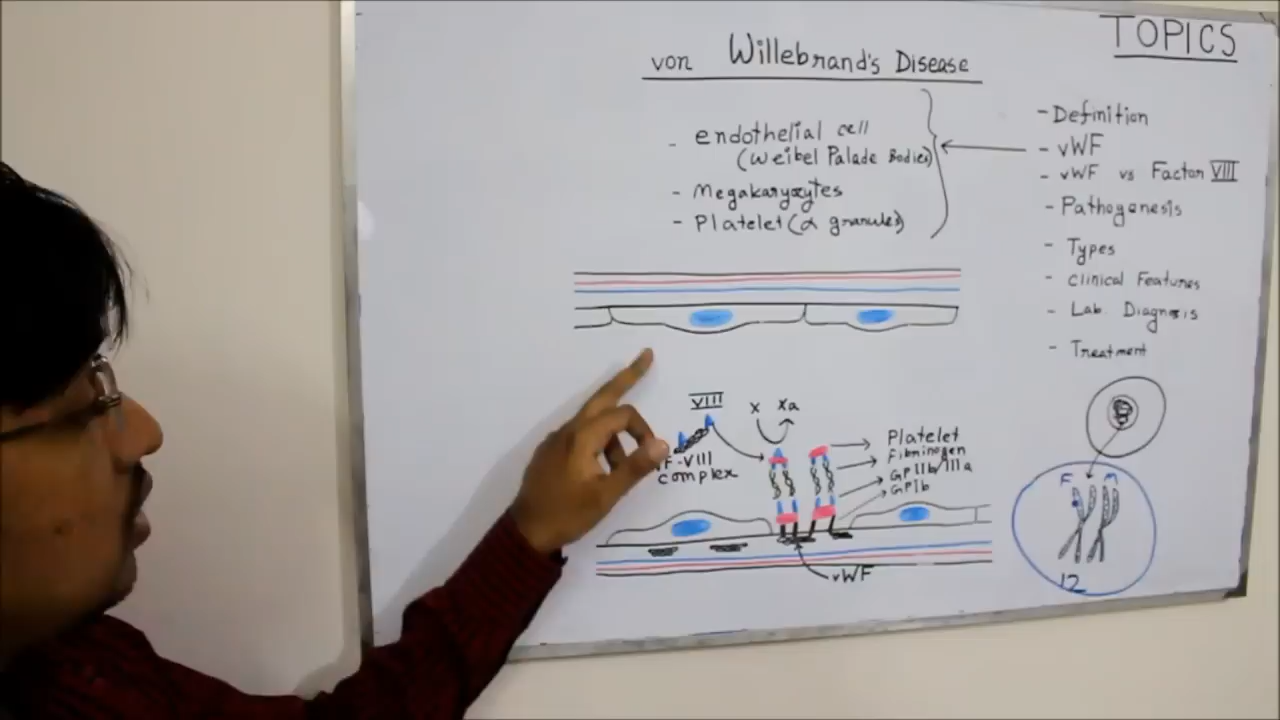 TOPICS
von Willebrand's Disease
- endothelial cell
(Weibel Palade Bodies)
- Megakaryocytes
- Platelet (α granules)
- Definition
- vWF
- vWF vs Factor VIII
- Pathogenesis
- Types
- Clinical Features
- Lab. Diagnosis
- Treatment
VIII
F-VIII
complex
X Xa
Platelet
Fibrinogen
GPIIb/IIIa
GPIb
vWF
12